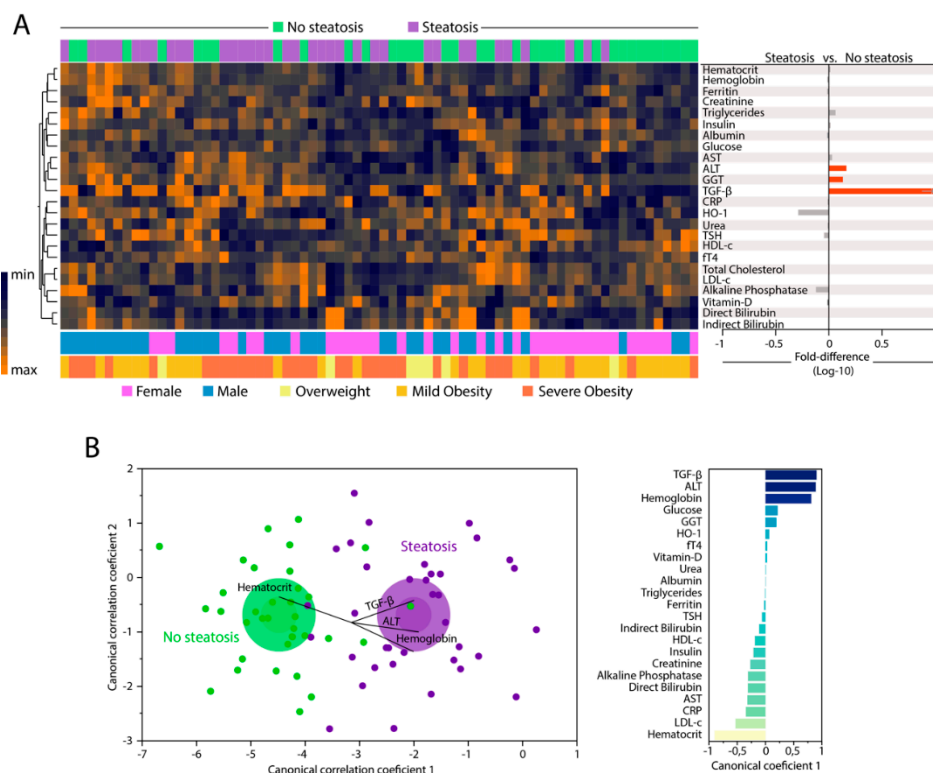 A
No steatosis
Steatosis
Steatosis vs. No steatosis
Hematocrit
Hemoglobin
Ferritin
Creatinine
Triglycerides
Insulin
Albumin
Glucose
AST
ALT
GGT
TGF-β
CRP
HO-1
Urea
TSH
HDL-c
fT4
Total Cholesterol
LDL-c
Alkaline Phosphatase
Vitamin-D
Direct Bilirubin
Indirect Bilirubin
min
max
-1 -0.5 0 0.5
Fold-difference
(Log-10)
Female
Male
Overweight
Mild Obesity
Severe Obesity
B
Canonical correlation coeficient 2
2
1
0
-1
-2
-3
Steatosis
Hematocrit
TGF-β
ALT
Hemoglobin
No steatosis
-7 -6 -5 -4 -3 -2 -1 0 1
Canonical correlation coeficient 1
TGF-β
ALT
Hemoglobin
Glucose
GGT
HO-1
fT4
Vitamin-D
Urea
Albumin
Triglycerides
Ferritin
TSH
Indirect Bilirubin
HDL-c
Insulin
Creatinine
Alkaline Phosphatase
Direct Bilirubin
AST
CRP
LDL-c
Hematocrit
-1 -0,5 0 0,5 1
Canonical coeficient 1